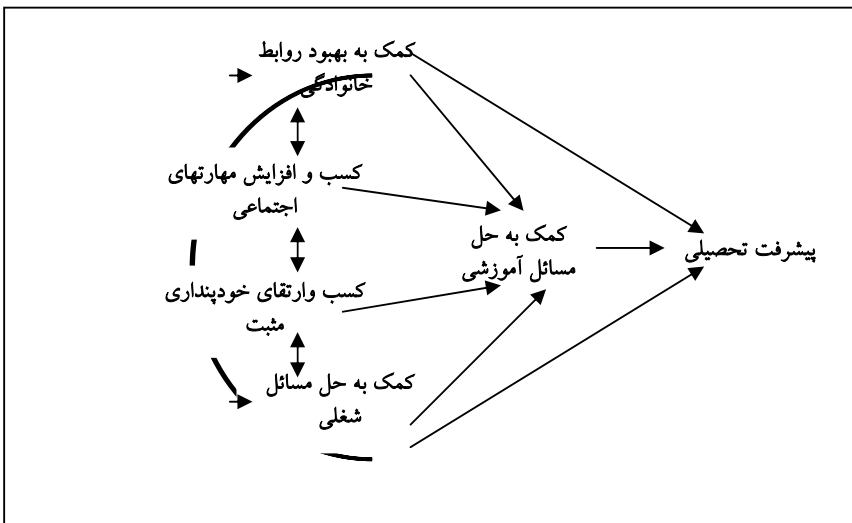 کمک به بهبود روابط
خانوادگی
کسب و افزایش مهارتهای
اجتماعی
کسب وارتقای خودپنداری
مثبت
کمک به حل مسائل
شغلی
کمک به حل
مسائل آموزشی
پیشرفت تحصیلی